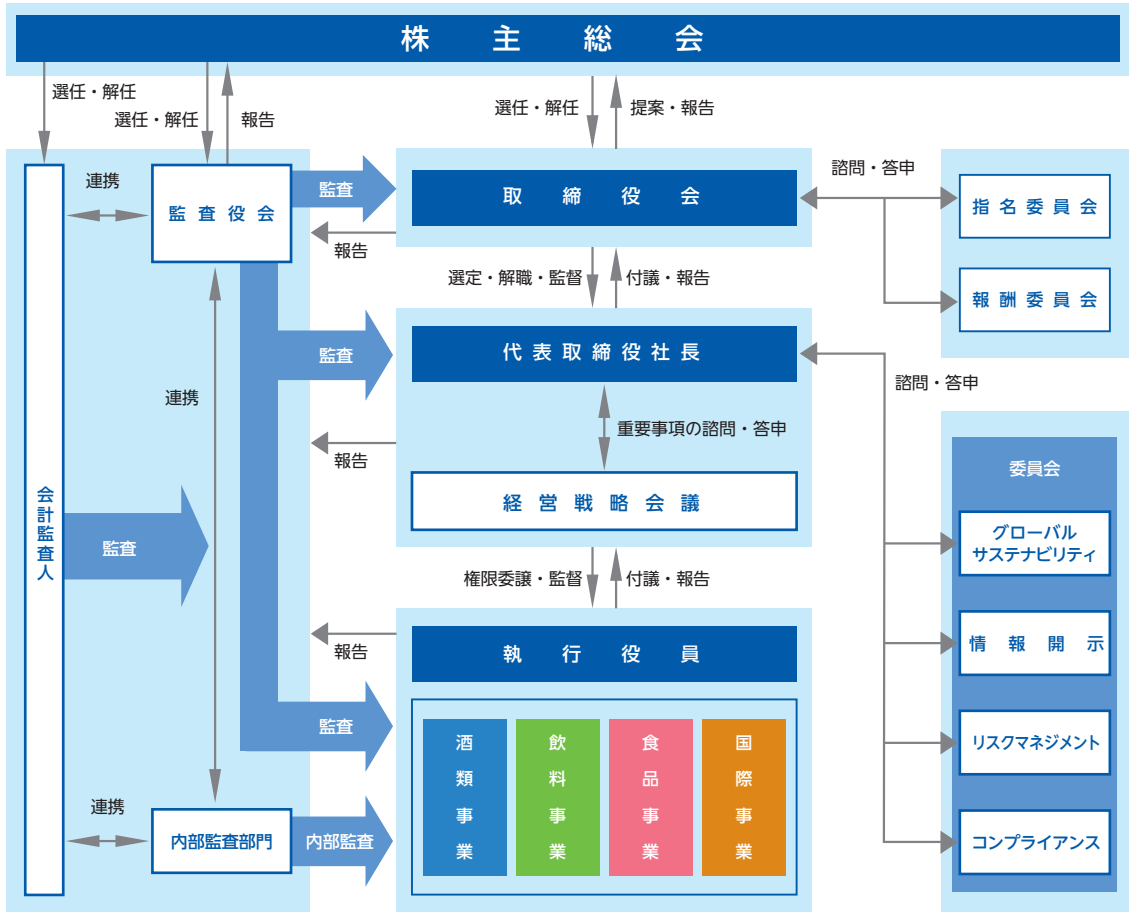 株主総会
選任・解任
選任・解任
報告
選任・解任
提案・報告
連携
監査役会
監査
取締役会
諮問・答申
指名委員会
報告
選定・解職・監督
付議・報告
報酬委員会
監査
代表取締役社長
諮問・答申
連携
重要事項の諮問・答申
報告
委員会
経営戦略会議
会計監査人
監査
グローバル
サステナビリティ
権限委譲・監督
付議・報告
報告
執行役員
情報開示
監査
酒類事業
飲料事業
食品事業
国際事業
リスクマネジメント
連携
内部監査部門
内部監査
コンプライアンス